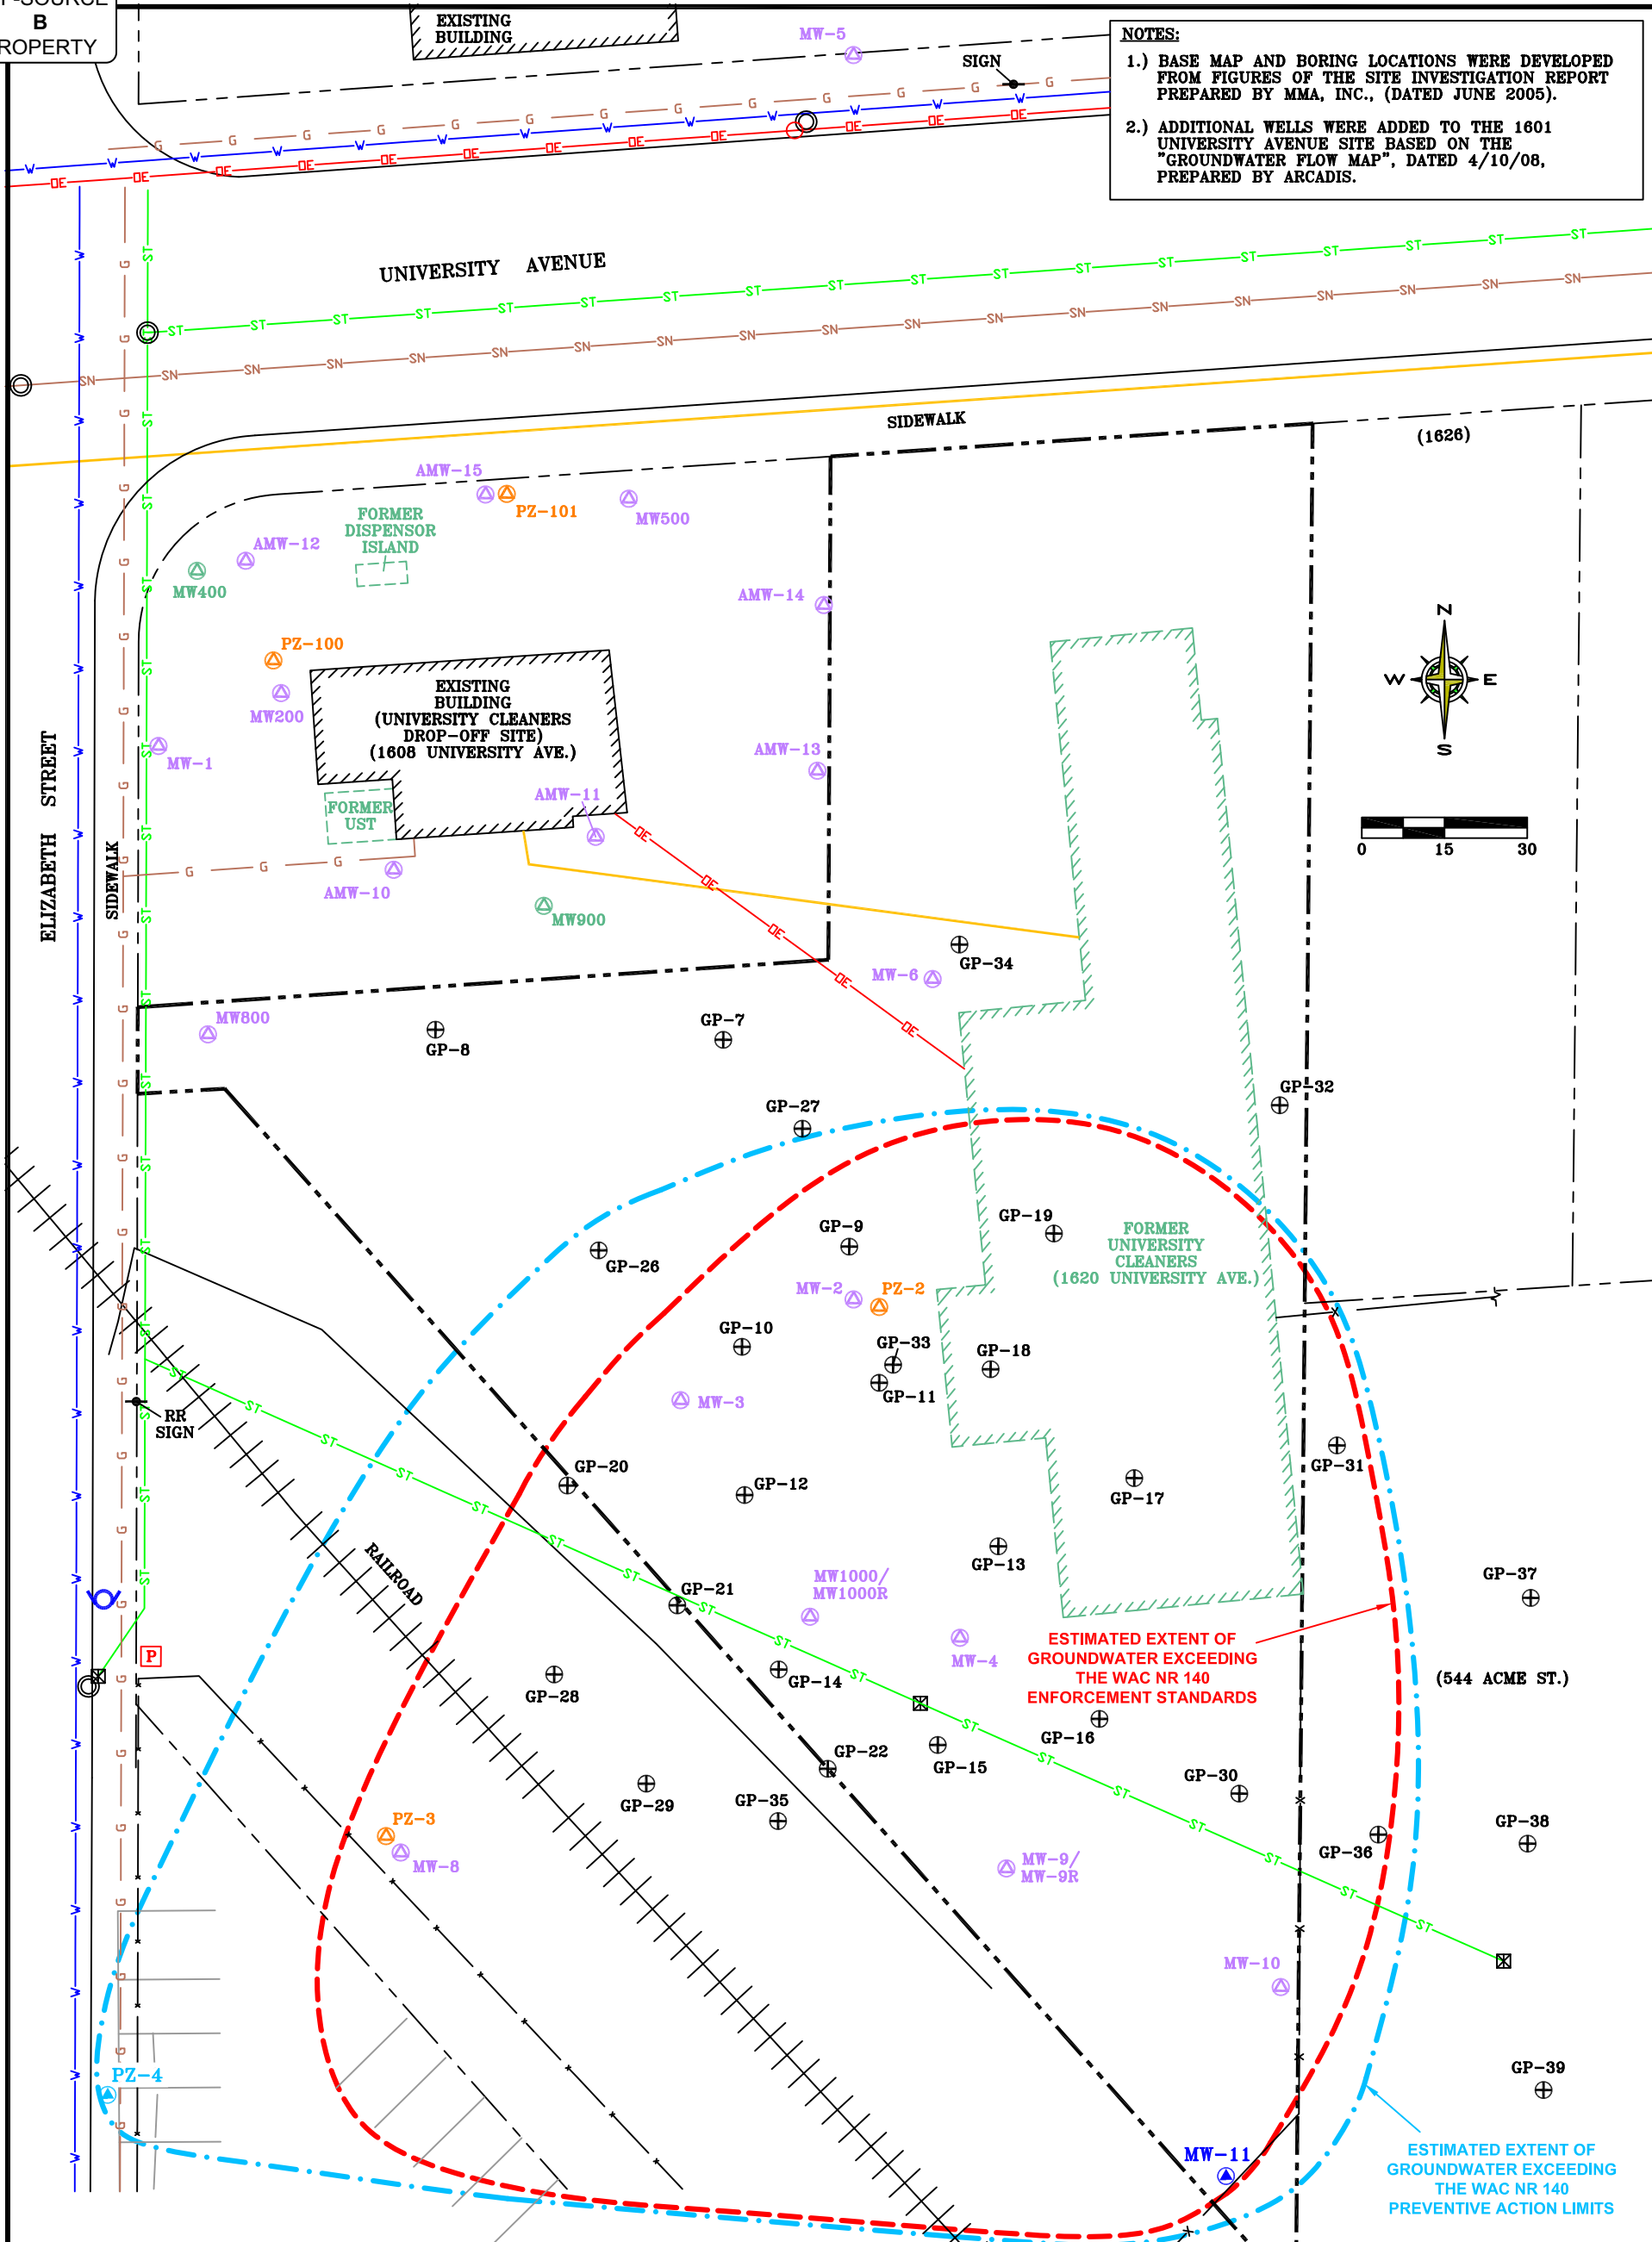 B
ROPERTY
EXISTING
BUILDING
MW-5
SIGN
NOTES:
1.) BASE MAP AND BORING LOCATIONS WERE DEVELOPED
FROM FIGURES OF THE SITE INVESTIGATION REPORT
PREPARED BY MMA, INC., (DATED JUNE 2005).
2.) ADDITIONAL WELLS WERE ADDED TO THE 1601
UNIVERSITY AVENUE SITE BASED ON THE
"GROUNDWATER FLOW MAP", DATED 4/10/08,
PREPARED BY ARCADIS.
UNIVERSITY AVENUE
SIDEWALK
(1626)
AMW-15
PZ-101
MW500
FORMER
DISPENSOR
ISLAND
AMW-12
MW400
AMW-14
PZ-100
MW200
MW-1
EXISTING
BUILDING
(UNIVERSITY CLEANERS
DROP-OFF SITE)
(1608 UNIVERSITY AVE.)
AMW-13
AMW-11
FORMER
UST
AMW-10
MW900
ELIZABETH STREET
SIDEWALK
N
W
E
S
0 15 30
GP-34
MW-6
MW800
GP-8
GP-7
GP-27
GP-32
GP-26
GP-9
GP-19
FORMER
UNIVERSITY
CLEANERS
(1620 UNIVERSITY AVE.)
MW-2
PZ-2
GP-10
GP-33
GP-18
GP-11
MW-3
RR
SIGN
GP-20
GP-12
GP-17
GP-31
GP-13
RAILROAD
MW1000/
MW1000R
GP-21
GP-37
P
MW-4
ESTIMATED EXTENT OF
GROUNDWATER EXCEEDING
THE WAC NR 140
ENFORCEMENT STANDARDS
(544 ACME ST.)
GP-28
GP-14
GP-16
GP-22
GP-15
GP-30
GP-29
GP-35
GP-36
GP-38
PZ-3
MW-8
MW-9/
MW-9R
MW-10
PZ-4
GP-39
MW-11
ESTIMATED EXTENT OF
GROUNDWATER EXCEEDING
THE WAC NR 140
PREVENTIVE ACTION LIMITS